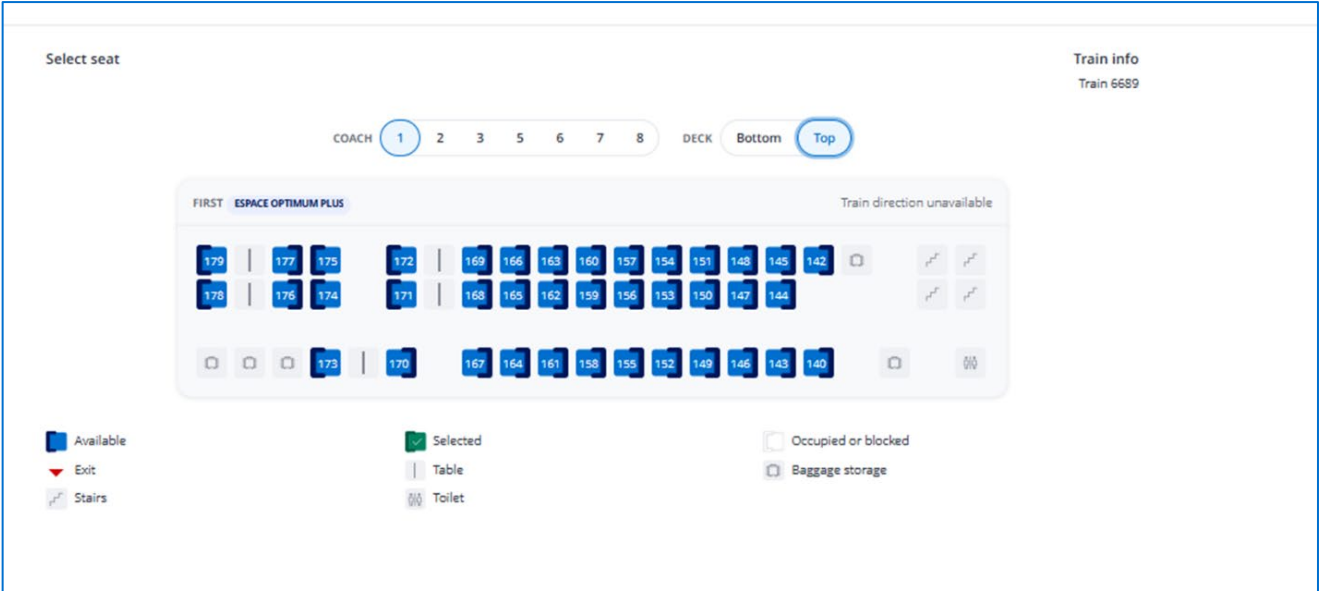 Select seat
Train info
Train 6689
COACH 1 2 3 5 6 7 8 DECK Bottom Top
FIRST ESPACE OPTIMUM PLUS Train direction unavailable
179 177 175 172 169 166 163 160 157 154 151 148 145 142
178 176 174 171 168 165 162 159 156 153 150 147 144
173 170 167 164 161 158 155 152 149 146 143 140
Available Selected Occupied or blocked
Exit Table Baggage storage
Stairs Toilet